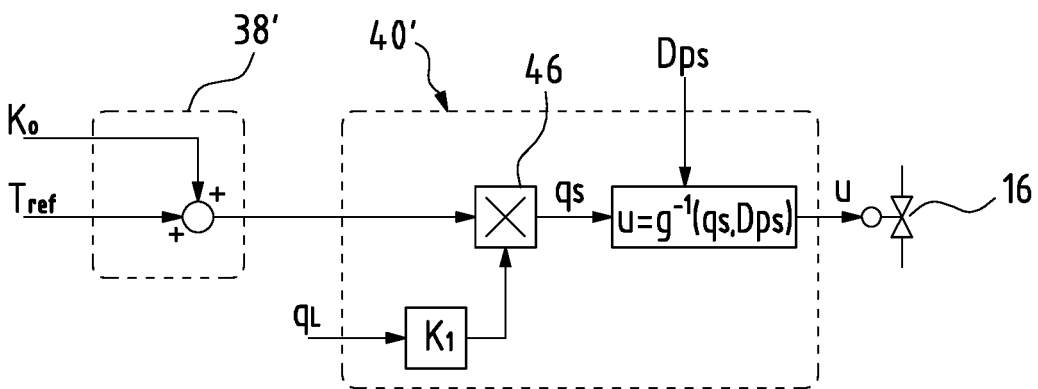 38'
40'
46
Dps
K₀
+
Tref
+
qs
u=g⁻¹(qs,Dps)
u
16
qL
K₁